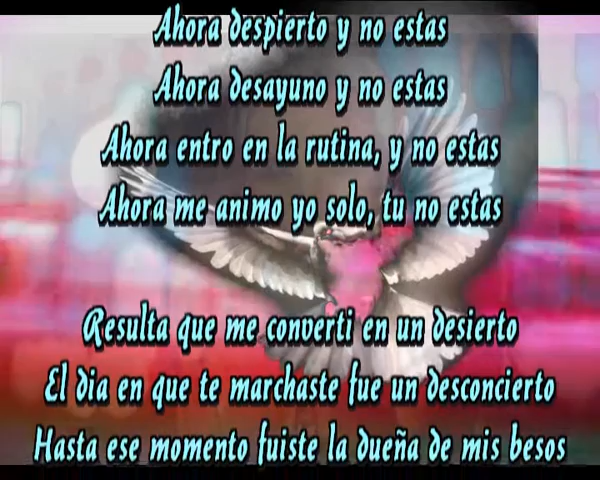 Ahora despierto y no estas
Ahora desayuno y no estas
Ahora entro en la rutina, y no estas
Ahora me animo yo solo, tu no estas
Resulta que me converti en un desierto
El dia en que te marchaste fue un desconcierto
Hasta ese momento fuiste la dueña de mis besos